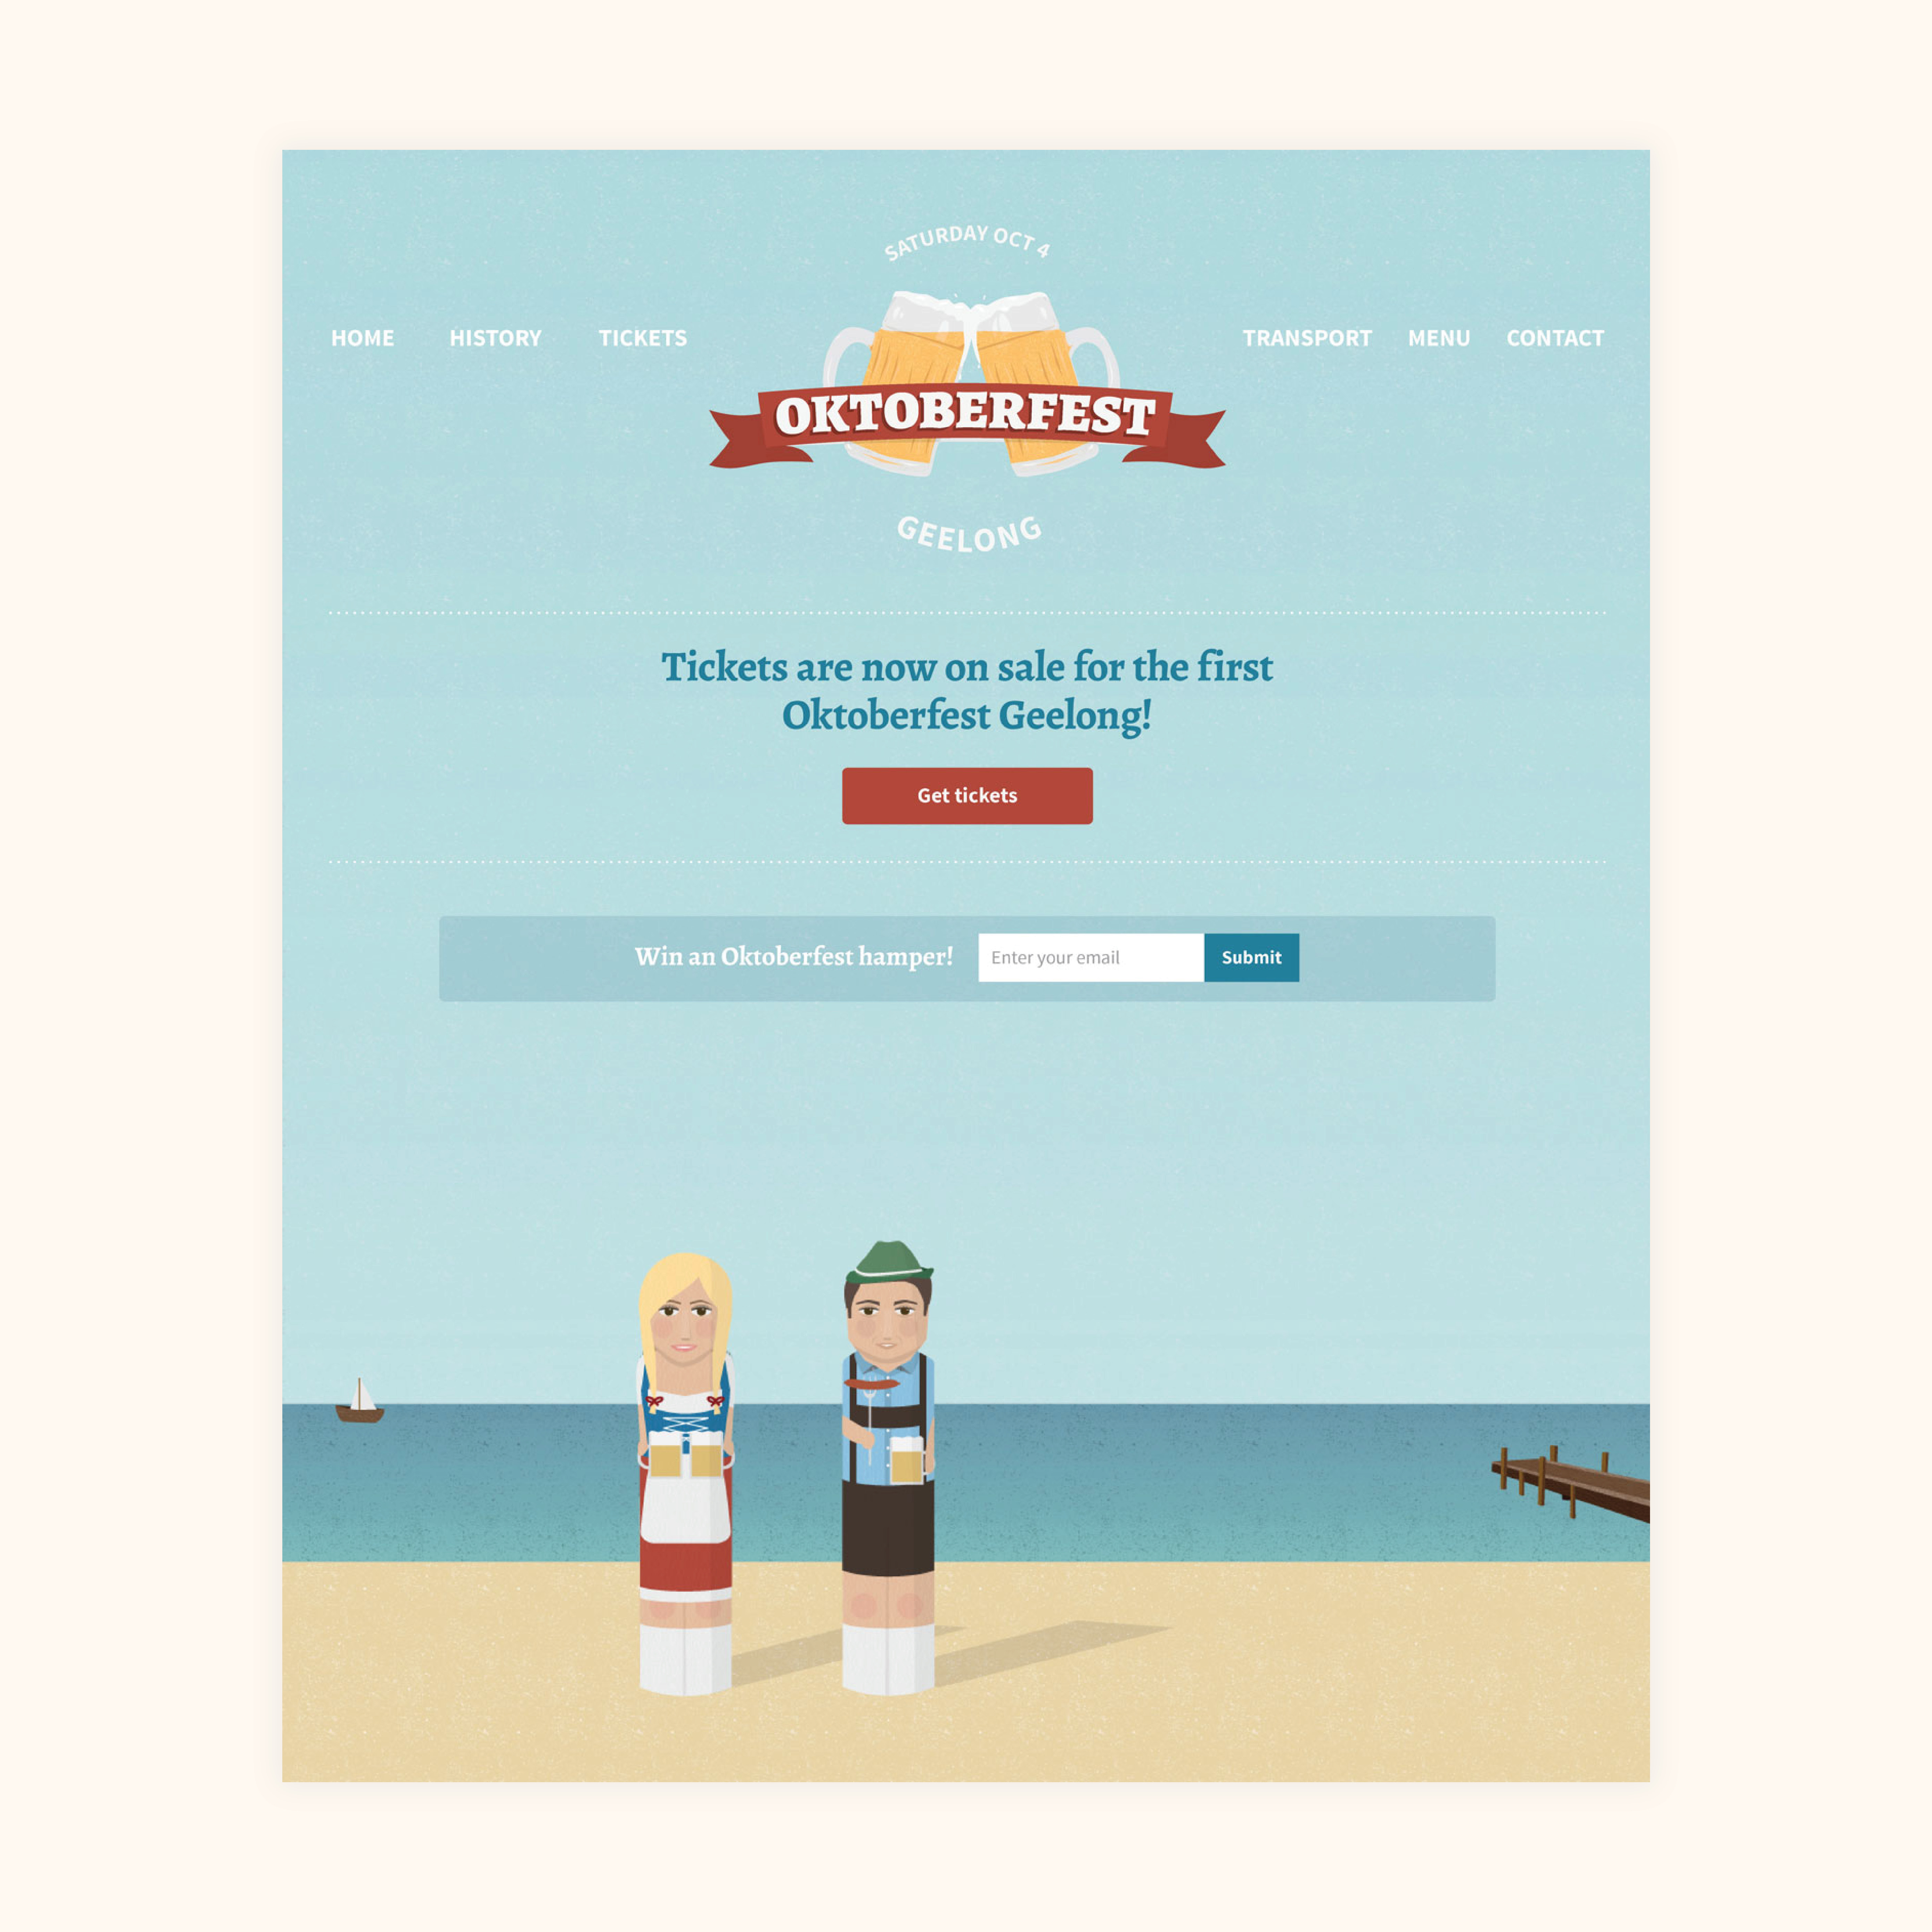 SATURDAY OCT 4
HOME HISTORY TICKETS
OKTOBERFEST
TRANSPORT MENU CONTACT
GEELONG
Tickets are now on sale for the first
Oktoberfest Geelong!
Get tickets
Win an Oktoberfest hamper!
Enter your email
Submit